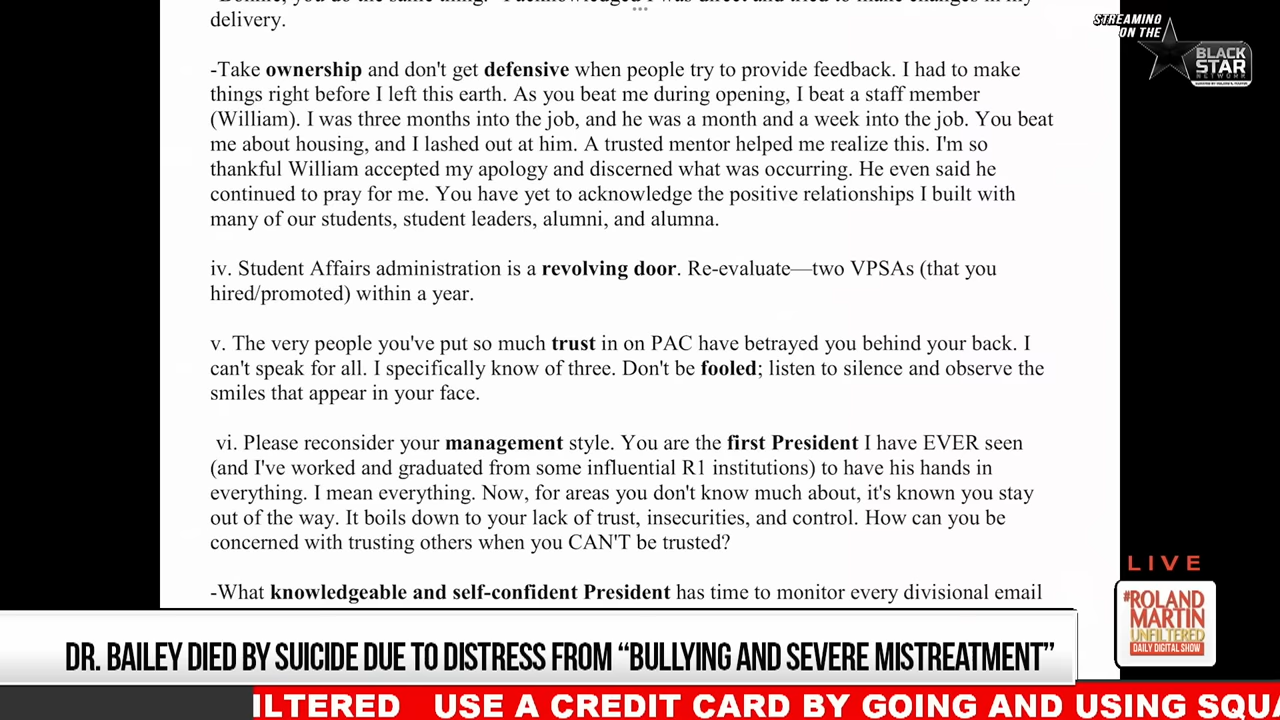 delivery.
STREAMING
ON THE
BLACK
STAR
NETWORK
-Take ownership and don't get defensive when people try to provide feedback. I had to make
things right before I left this earth. As you beat me during opening, I beat a staff member
(William). I was three months into the job, and he was a month and a week into the job. You beat
me about housing, and I lashed out at him. A trusted mentor helped me realize this. I'm so
thankful William accepted my apology and discerned what was occurring. He even said he
continued to pray for me. You have yet to acknowledge the positive relationships I built with
many of our students, student leaders, alumni, and alumna.
iv. Student Affairs administration is a revolving door. Re-evaluate—two VPSAs (that you
hired/promoted) within a year.
v. The very people you've put so much trust in on PAC have betrayed you behind your back. I
can't speak for all. I specifically know of three. Don't be fooled; listen to silence and observe the
smiles that appear in your face.
vi. Please reconsider your management style. You are the first President I have EVER seen
(and I've worked and graduated from some influential R1 institutions) to have his hands in
everything. I mean everything. Now, for areas you don't know much about, it's known you stay
out of the way. It boils down to your lack of trust, insecurities, and control. How can you be
concerned with trusting others when you CAN'T be trusted?
-What knowledgeable and self-confident President has time to monitor every divisional email
LIVE
#ROLAND
MARTIN
UNFILTERED
DAILY DIGITAL SHOW
DR. BAILEY DIED BY SUICIDE DUE TO DISTRESS FROM “BULLYING AND SEVERE MISTREATMENT”
ILTERED USE A CREDIT CARD BY GOING AND USING SQU